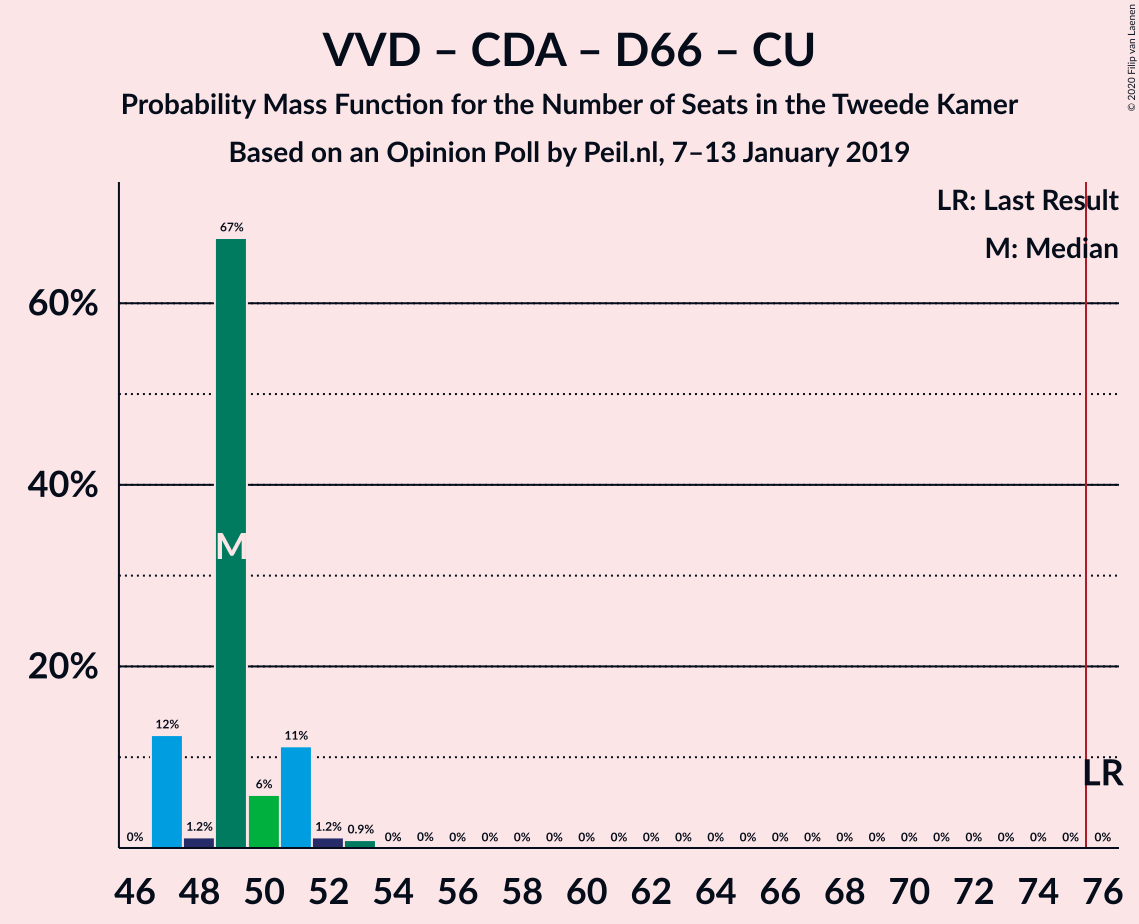 VVD – CDA – D66 – CU
Probability Mass Function for the Number of Seats in the Tweede Kamer
Based on an Opinion Poll by Peil.nl, 7–13 January 2019
© 2020 Filip van Laenen
LR: Last Result
M: Median
60%
40%
20%
0% 12% 1.2% 67% 6% 11% 1.2% 0.9% 0% 0% 0% 0% 0% 0% 0% 0% 0% 0% 0% 0% 0% 0% 0% 0% 0% 0% 0% 0% 0% 0% 0%
M
LR
46 48 50 52 54 56 58 60 62 64 66 68 70 72 74 76